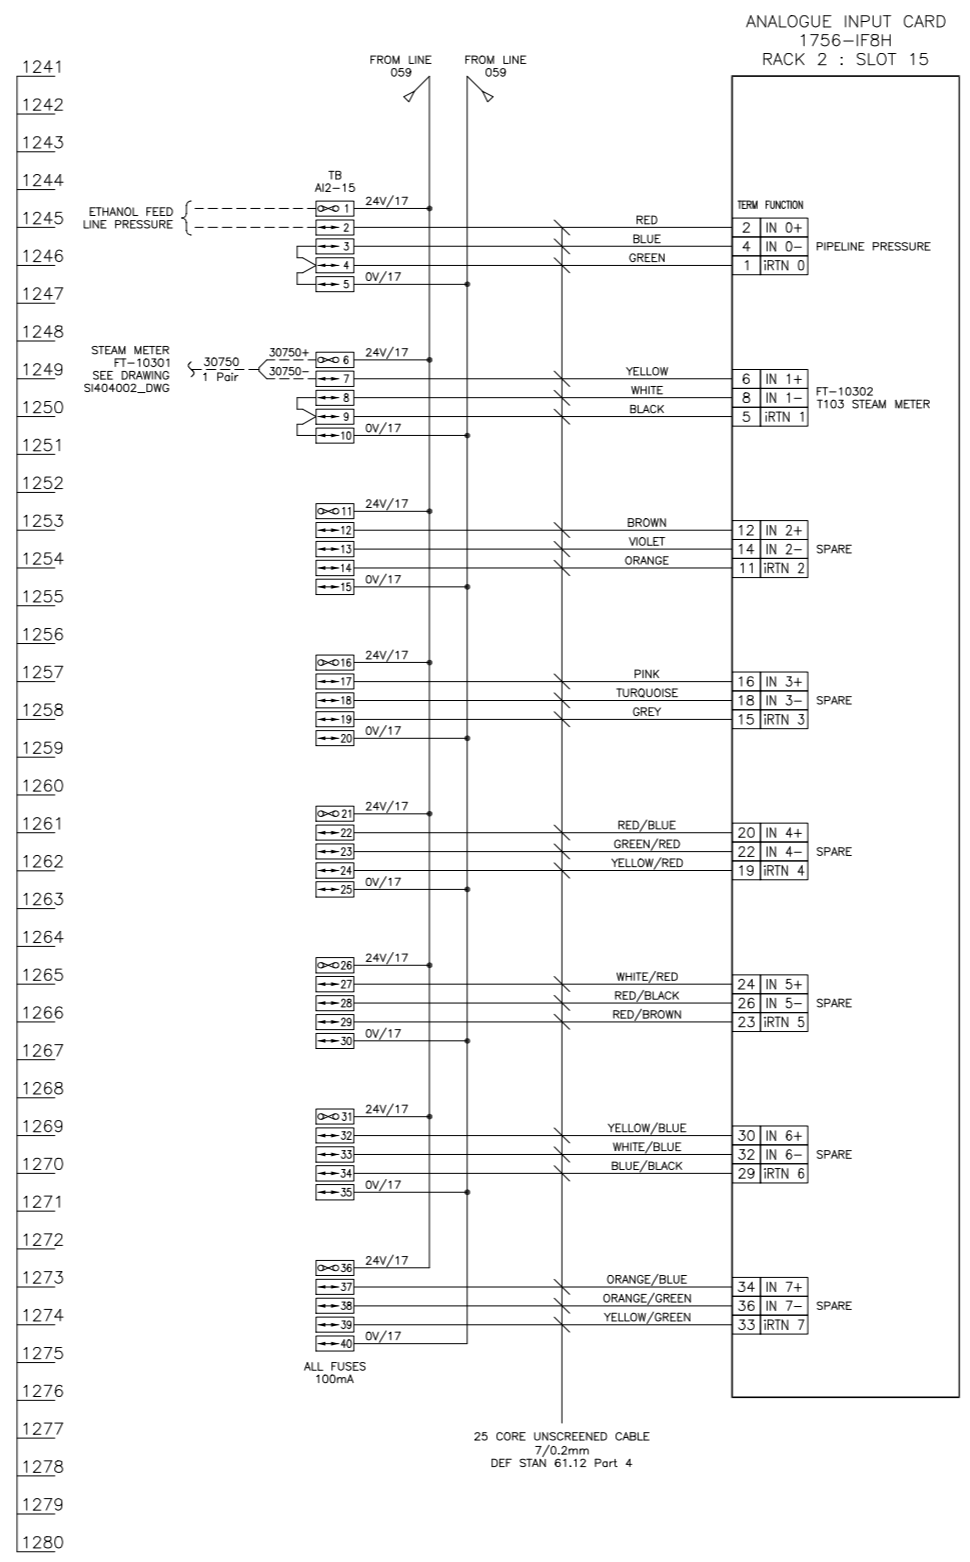 ANALOGUE INPUT CARD
1756-IF8H
RACK 2 : SLOT 15
FROM LINE
059
FROM LINE
059
1241
1242
1243
1244
TB
AI2-15
TERM FUNCTION
1 24V/17
1245
ETHANOL FEED
LINE PRESSURE
2 RED 2 IN 0+
3 BLUE 4 IN 0- PIPELINE PRESSURE
1246
4 GREEN 1 iRTN 0
5 0V/17
1247
1248
STEAM METER
FT-10301
SEE DRAWING
SI404002_DWG
30750
1 Pair
30750+ 6 24V/17
1249
30750- 7 YELLOW 6 IN 1+
8 WHITE 8 IN 1-
FT-10302
T103 STEAM METER
1250
9 BLACK 5 iRTN 1
10 0V/17
1251
1252
11 24V/17
1253
12 BROWN 12 IN 2+
13 VIOLET 14 IN 2- SPARE
1254
14 ORANGE 11 iRTN 2
15 0V/17
1255
1256
16 24V/17
1257
17 PINK 16 IN 3+
18 TURQUOISE 18 IN 3- SPARE
1258
19 GREY 15 iRTN 3
20 0V/17
1259
1260
21 24V/17
1261
22 RED/BLUE 20 IN 4+
23 GREEN/RED 22 IN 4- SPARE
1262
24 YELLOW/RED 19 iRTN 4
25 0V/17
1263
1264
26 24V/17
1265
27 WHITE/RED 24 IN 5+
28 RED/BLACK 26 IN 5- SPARE
1266
29 RED/BROWN 23 iRTN 5
30 0V/17
1267
1268
31 24V/17
1269
32 YELLOW/BLUE 30 IN 6+
33 WHITE/BLUE 32 IN 6- SPARE
1270
34 BLUE/BLACK 29 iRTN 6
35 0V/17
1271
1272
36 24V/17
1273
37 ORANGE/BLUE 34 IN 7+
38 ORANGE/GREEN 36 IN 7- SPARE
1274
39 YELLOW/GREEN 33 iRTN 7
40 0V/17
1275
ALL FUSES
100mA
1276
1277
25 CORE UNSCREENED CABLE
7/0.2mm
DEF STAN 61.12 Part 4
1278
1279
1280